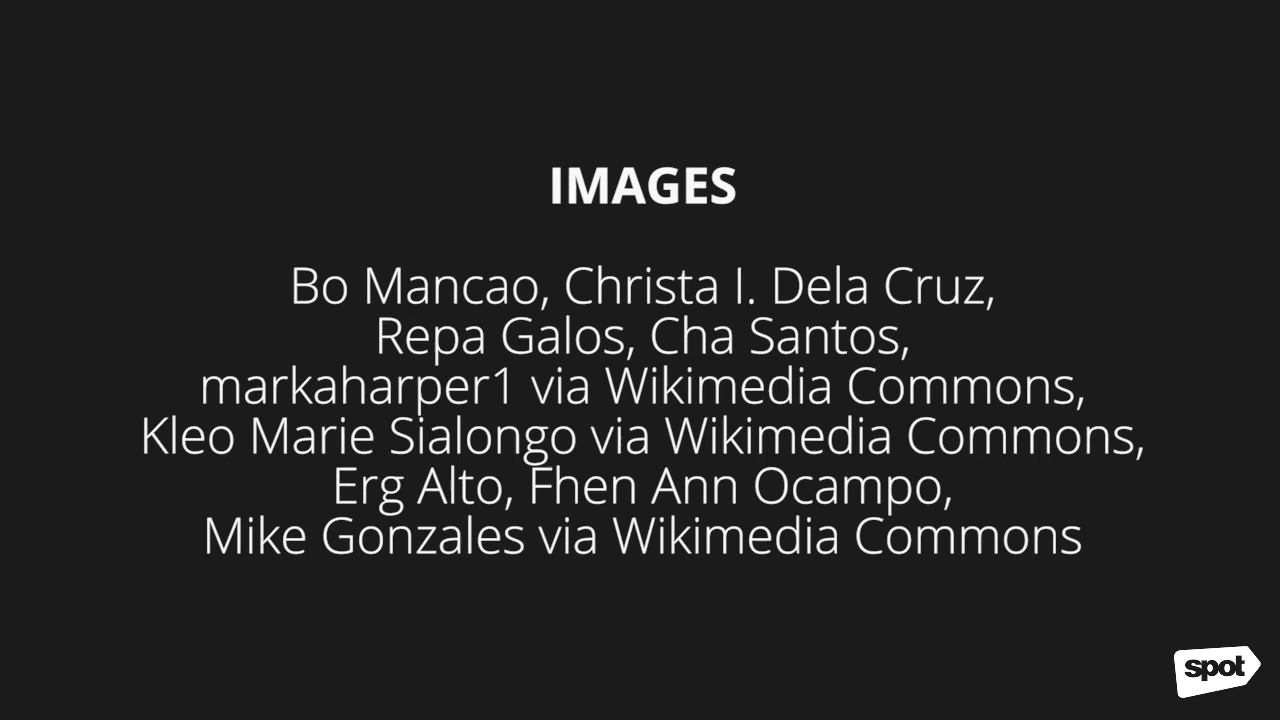 IMAGES
Bo Mancao, Christa I. Dela Cruz,
Repa Galos, Cha Santos,
markaharper1 via Wikimedia Commons,
Kleo Marie Sialongo via Wikimedia Commons,
Erg Alto, Fhen Ann Ocampo,
Mike Gonzales via Wikimedia Commons
spot